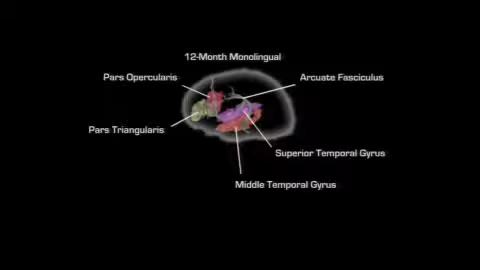 12-Month Monolingual
Pars Opercularis
Arcuate Fasciculus
Pars Triangularis
Superior Temporal Gyrus
Middle Temporal Gyrus